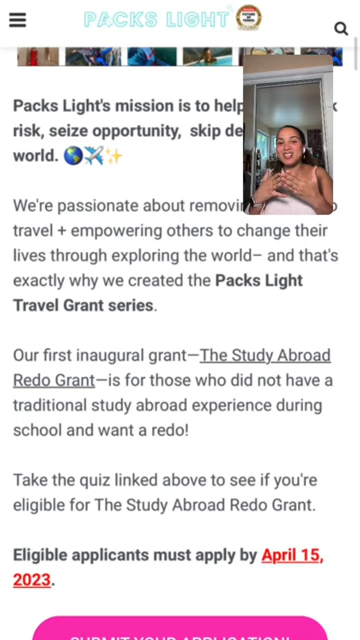 PACKS LIGHT
Packs Light's mission is to help
risk, seize opportunity, skip de
world. 🌎✈️✨
We're passionate about removi
travel + empowering others to change their
lives through exploring the world– and that's
exactly why we created the Packs Light
Travel Grant series.
Our first inaugural grant—The Study Abroad
Redo Grant—is for those who did not have a
traditional study abroad experience during
school and want a redo!
Take the quiz linked above to see if you're
eligible for The Study Abroad Redo Grant.
Eligible applicants must apply by April 15,
2023.
SUBMIT YOUR APPLICATION!